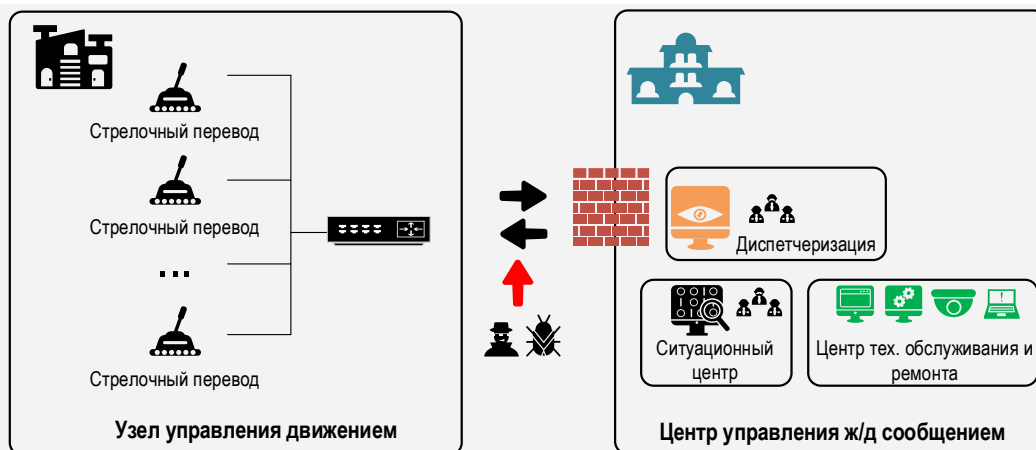 Стрелочный перевод
Стрелочный перевод
...
Стрелочный перевод
Узел управления движением
Диспетчеризация
Ситуационный
центр
Центр тех. обслуживания и
ремонта
Центр управления ж/д сообщением